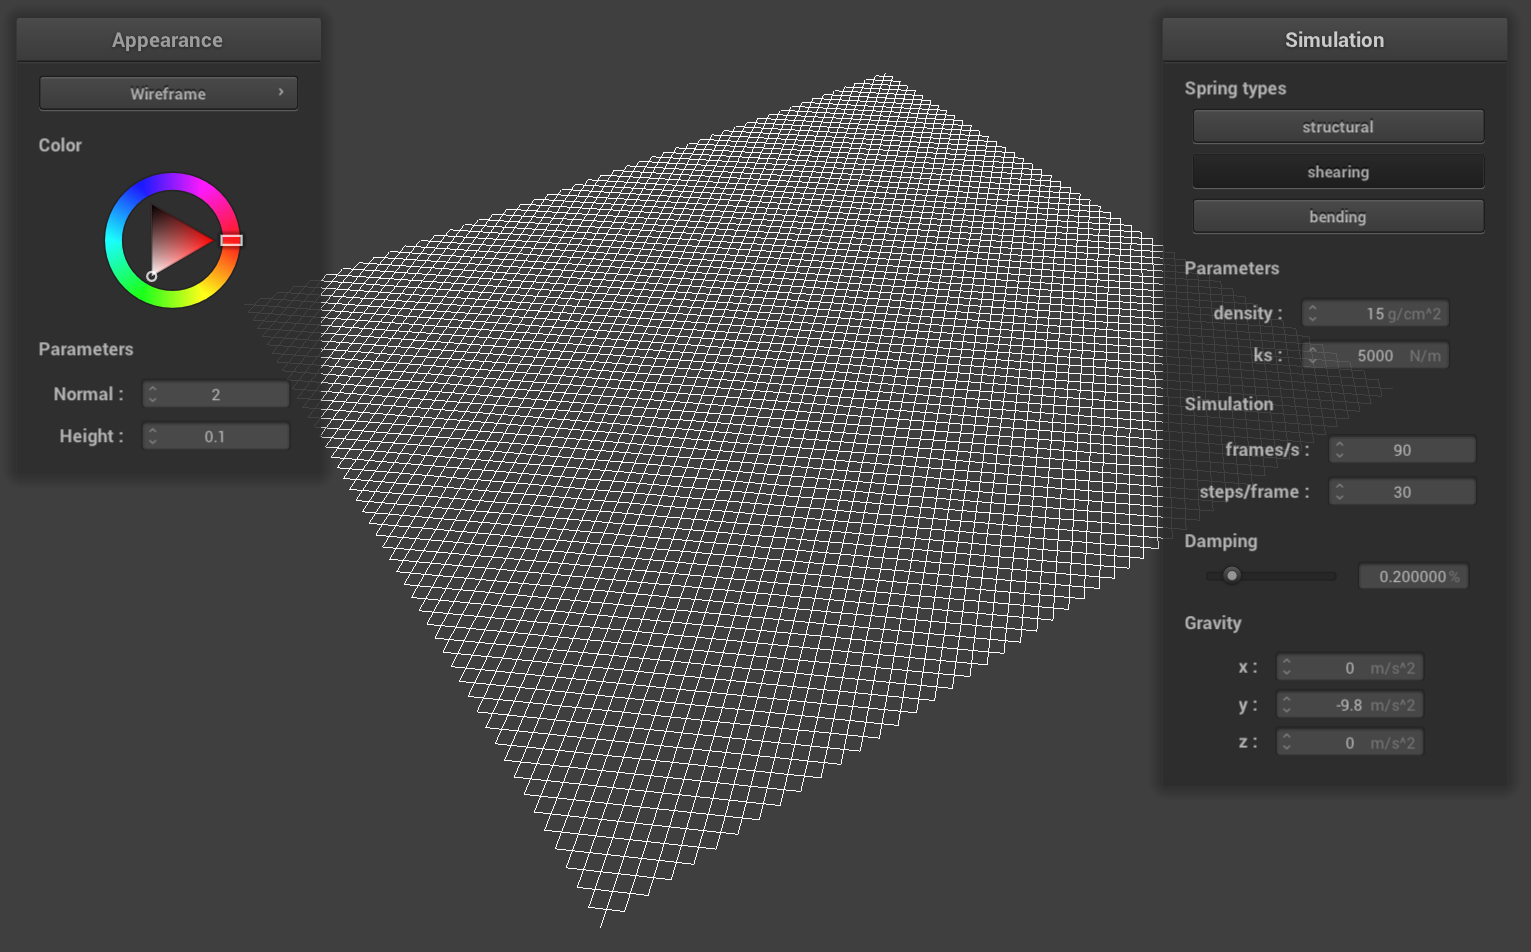 Appearance
Wireframe ›
Color
Parameters
Normal : 2
Height : 0.1
Simulation
Spring types
structural
shearing
bending
Parameters
density : 15 g/cm^2
ks : 5000 N/m
Simulation
frames/s : 90
steps/frame : 30
Damping
0.200000 %
Gravity
x : 0 m/s^2
y : -9.8 m/s^2
z : 0 m/s^2